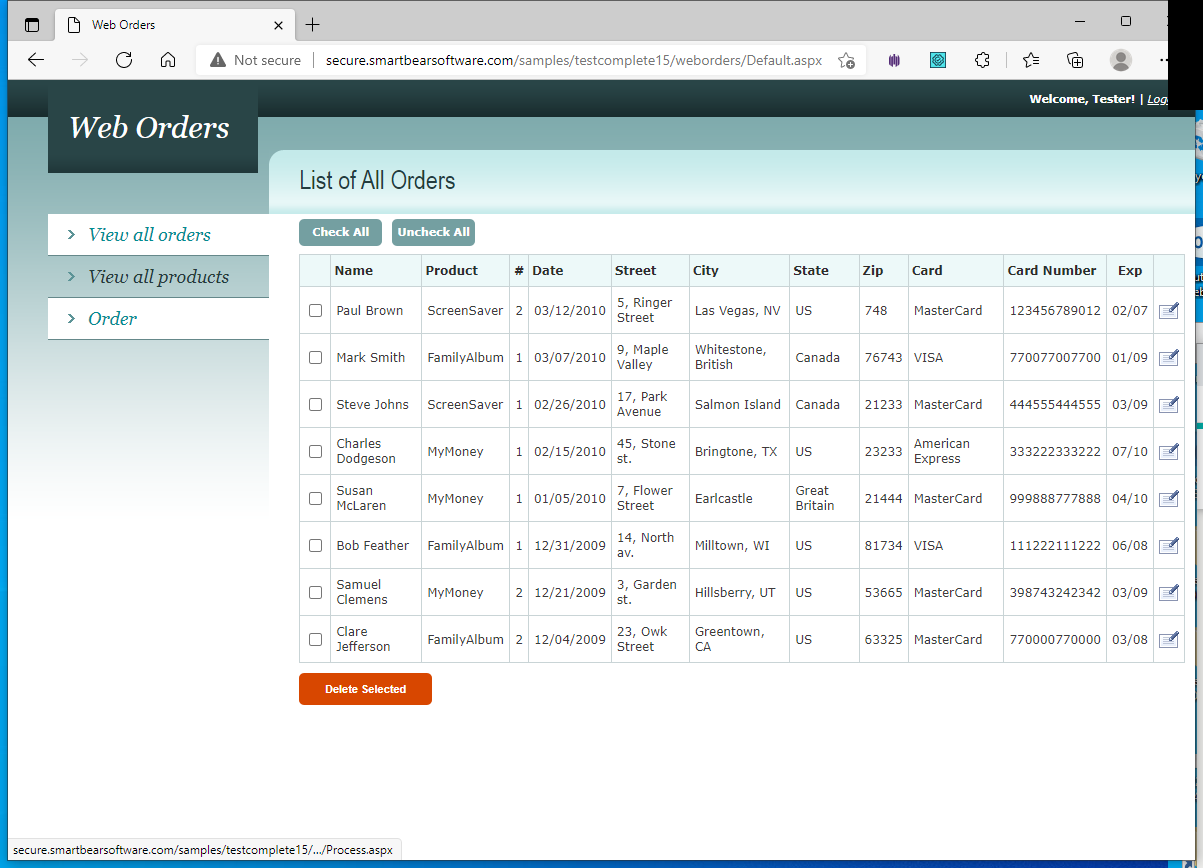 Web Orders
Not secure
secure.smartbearsoftware.com/samples/testcomplete15/weborders/Default.aspx
Welcome, Tester! |
Web Orders
List of All Orders
View all orders
View all products
Order
Check All Uncheck All
Name Product # Date Street City State Zip Card Card Number Exp
Paul Brown ScreenSaver 2 03/12/2010 5, Ringer Street Las Vegas, NV US 748 MasterCard 123456789012 02/07
Mark Smith FamilyAlbum 1 03/07/2010 9, Maple Valley Whitestone, British Canada 76743 VISA 770077007700 01/09
Steve Johns ScreenSaver 1 02/26/2010 17, Park Avenue Salmon Island Canada 21233 MasterCard 444555444555 03/09
Charles Dodgeson MyMoney 1 02/15/2010 45, Stone st. Bringtone, TX US 23233 American Express 333222333222 07/10
Susan McLaren MyMoney 1 01/05/2010 7, Flower Street Earlcastle Great Britain 21444 MasterCard 999888777888 04/10
Bob Feather FamilyAlbum 1 12/31/2009 14, North av. Milltown, WI US 81734 VISA 111222111222 06/08
Samuel Clemens MyMoney 2 12/21/2009 3, Garden st. Hillsberry, UT US 53665 MasterCard 398743242342 03/09
Clare Jefferson FamilyAlbum 2 12/04/2009 23, Owk Street Greentown, CA US 63325 MasterCard 770000770000 03/08
Delete Selected
secure.smartbearsoftware.com/samples/testcomplete15/.../Process.aspx